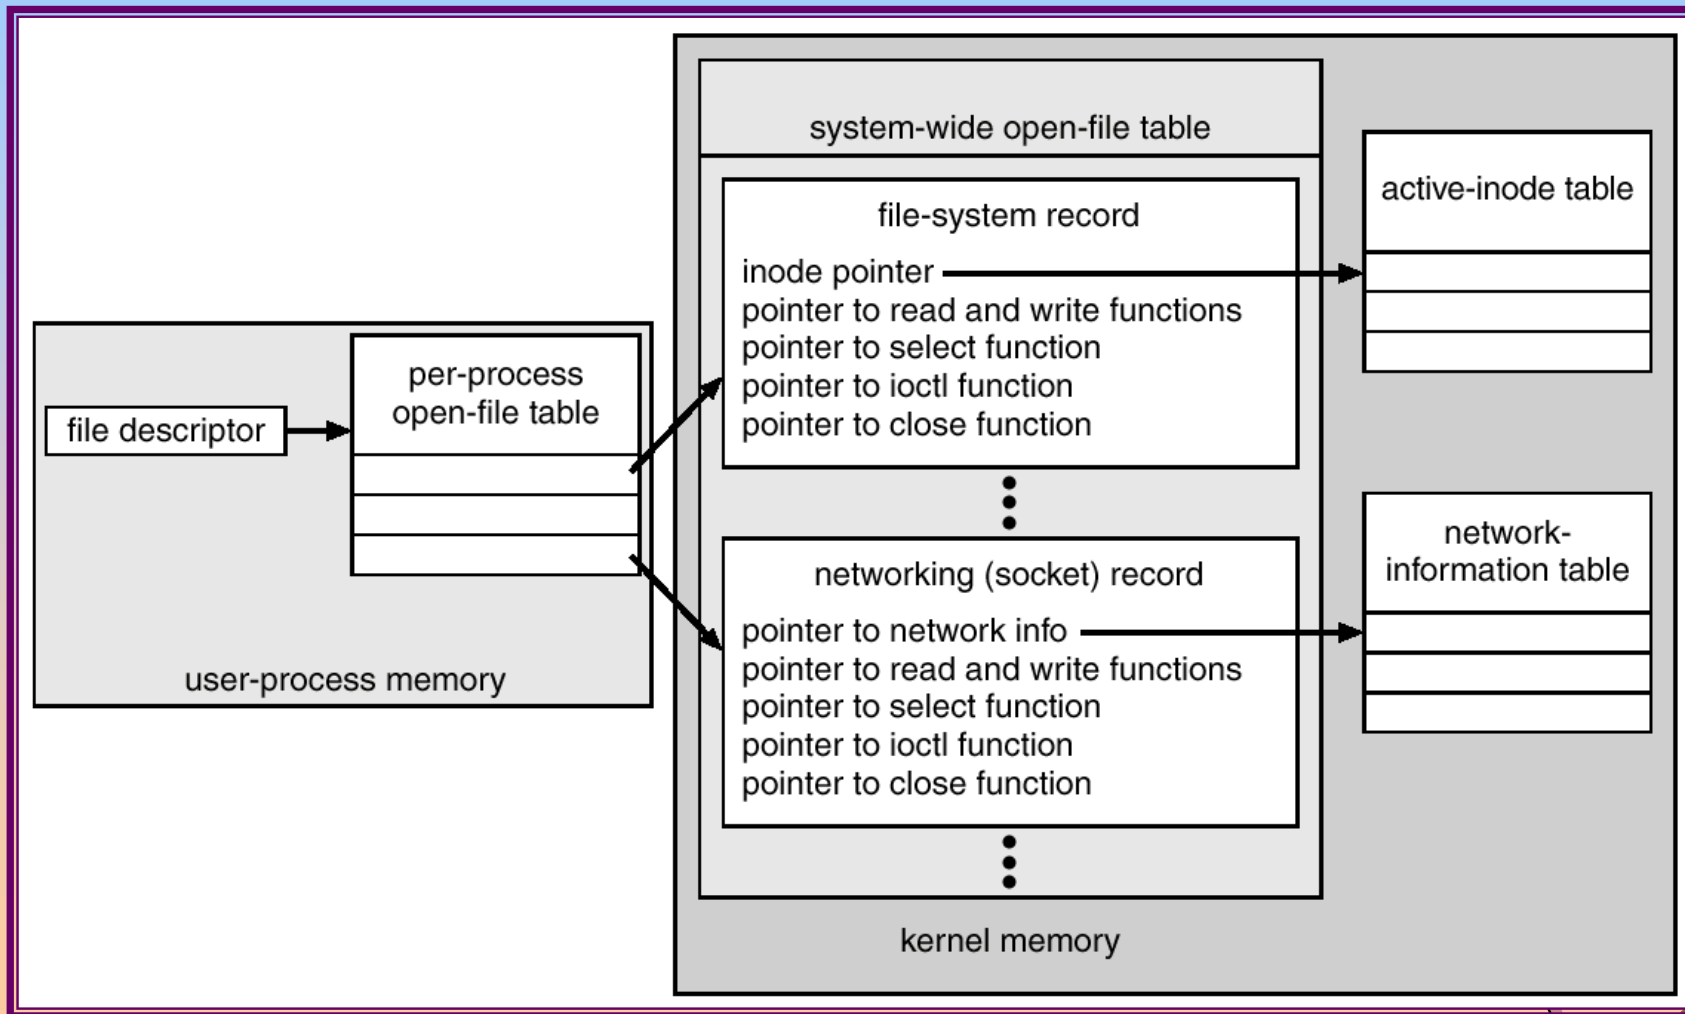 file descriptor
per-process
open-file table
user-process memory
system-wide open-file table
file-system record
inode pointer
pointer to read and write functions
pointer to select function
pointer to ioctl function
pointer to close function
networking (socket) record
pointer to network info
pointer to read and write functions
pointer to select function
pointer to ioctl function
pointer to close function
active-inode table
network-
information table
kernel memory